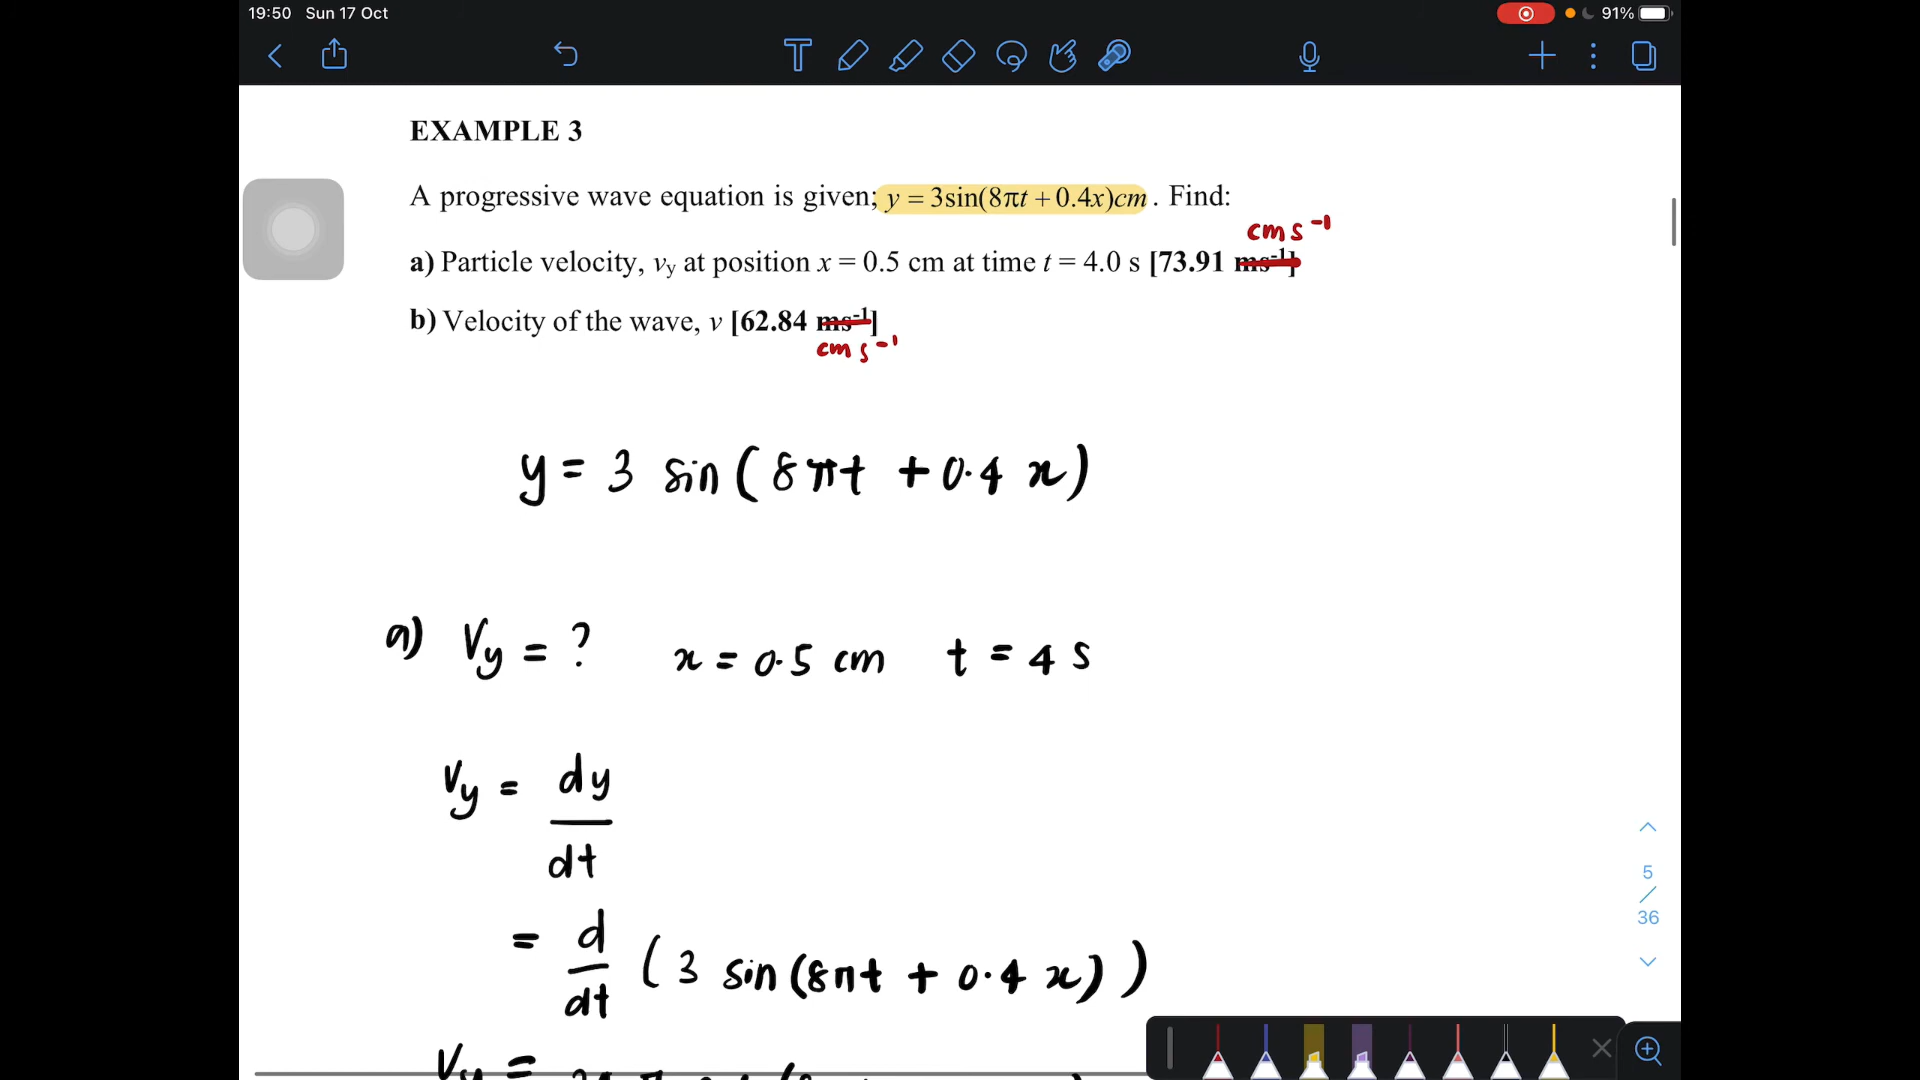 19:50 Sun 17 Oct
91%
EXAMPLE 3
A progressive wave equation is given; y = 3sin(8πt + 0.4x)cm . Find:
cm s⁻¹
a) Particle velocity, vy at position x = 0.5 cm at time t = 4.0 s [73.91 ms⁻¹]
b) Velocity of the wave, v [62.84 ms⁻¹]
cm s⁻¹
y = 3 sin ( 8πt + 0.4 x )
a) Vy = ? x = 0.5 cm t = 4 s
Vy = dy
dt
= d
dt ( 3 sin (8πt + 0.4 x) )
Vy =
5
/
36